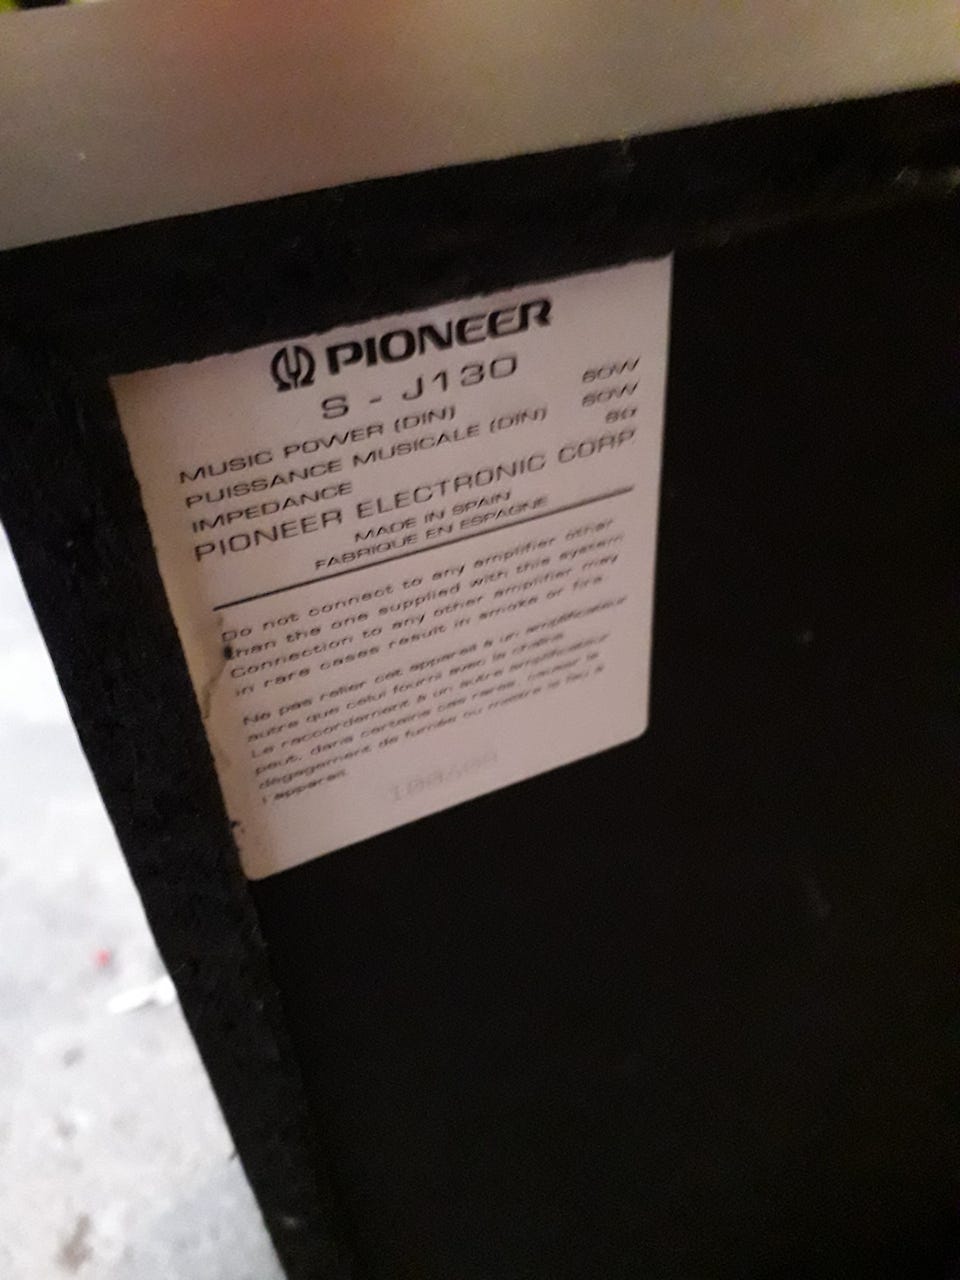 PIONEER
S - J130
MUSIC POWER (DIN) 60W
PUISSANCE MUSICALE (DIN) 60W
IMPEDANCE 8Ω
PIONEER ELECTRONIC CORP
MADE IN SPAIN
FABRIQUE EN ESPAGNE
Do not connect to any amplifier other
than the one supplied with this system
Connection to any other amplifier may
in rare cases result in smoke or fire.
Ne pas relier cet appareil à un amplificateur
autre que celui fourni avec la chaîne
Le raccordement à un autre amplificateur
peut, dans certains cas rares, causer le
dégagement de fumée ou mettre le feu à
l'appareil.